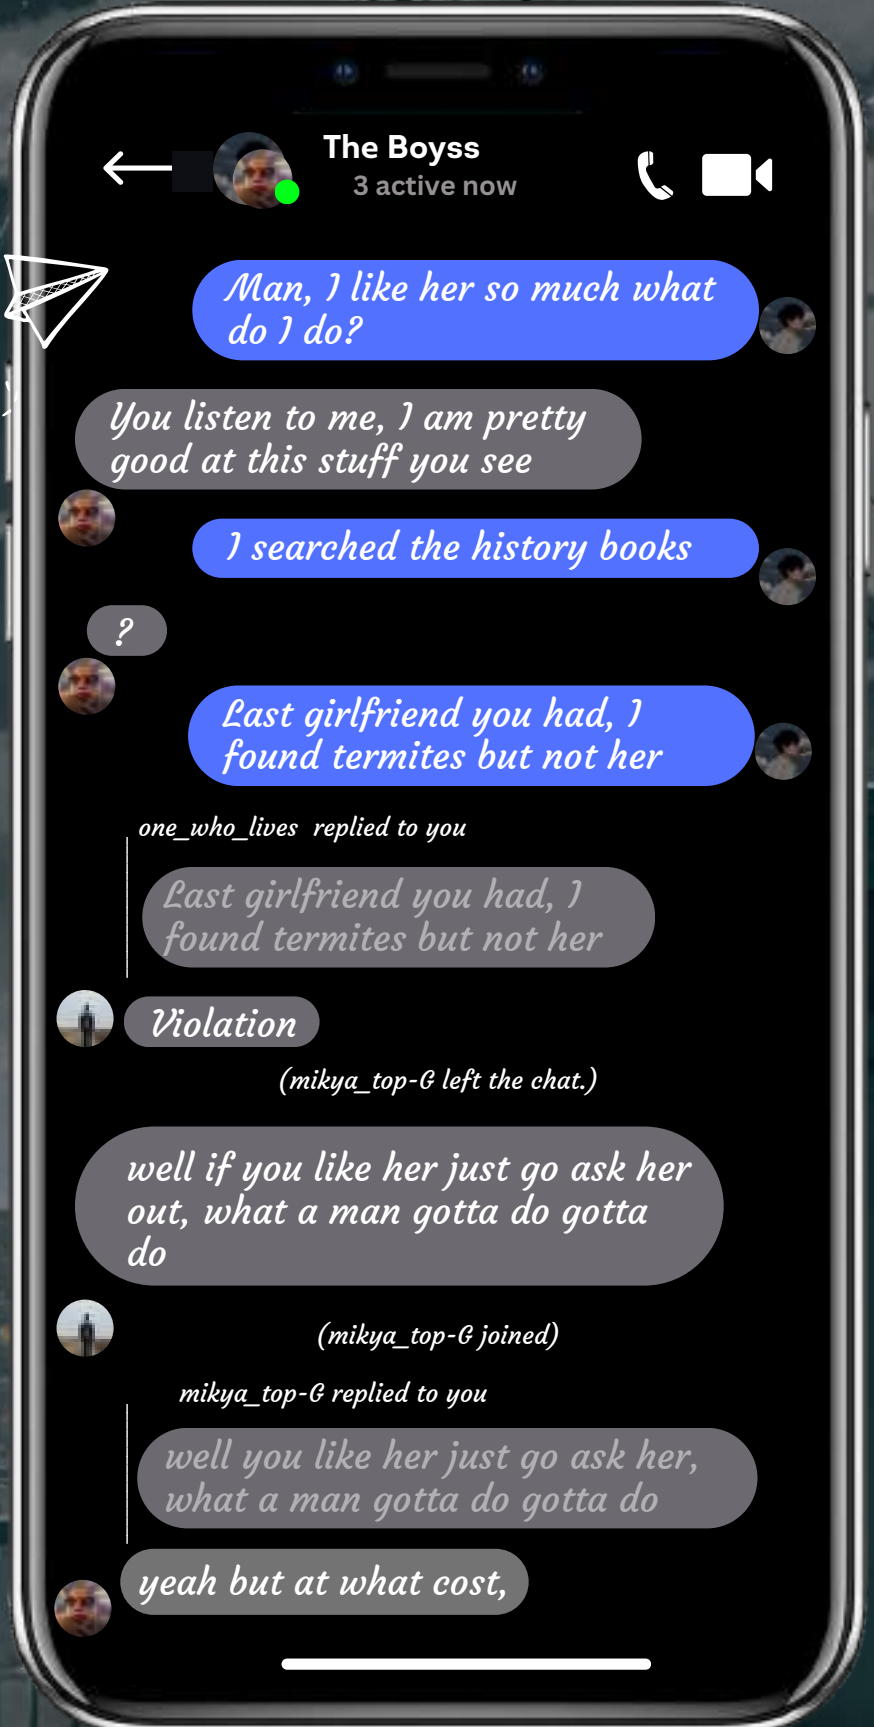 The Boyss
3 active now
Man, I like her so much what
do I do?
You listen to me, I am pretty
good at this stuff you see
I searched the history books
?
Last girlfriend you had, I
found termites but not her
one_who_lives replied to you
Last girlfriend you had, I
found termites but not her
Violation
(mikya_top-G left the chat.)
well if you like her just go ask her
out, what a man gotta do gotta
do
(mikya_top-G joined)
mikya_top-G replied to you
well you like her just go ask her,
what a man gotta do gotta do
yeah but at what cost,